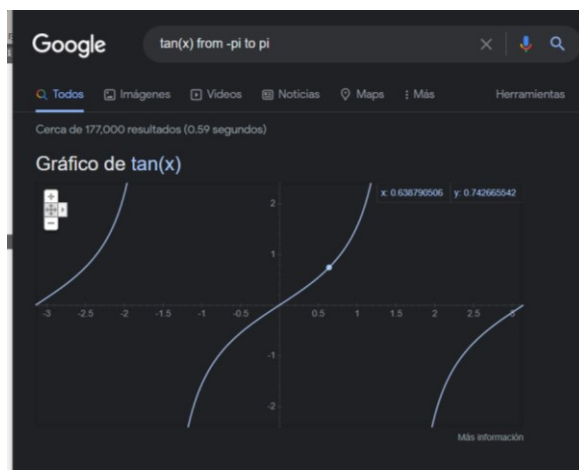 Google
tan(x) from -pi to pi
Todos Imágenes Videos Noticias Maps Más Herramientas
Cerca de 177,000 resultados (0.59 segundos)
Gráfico de tan(x)
x: 0.638790506 y: 0.742665542
2
1
-3 -2.5 -2 -1.5 -1 -0.5 0.5 1 1.5 2 2.5 3
-1
-2
Más información